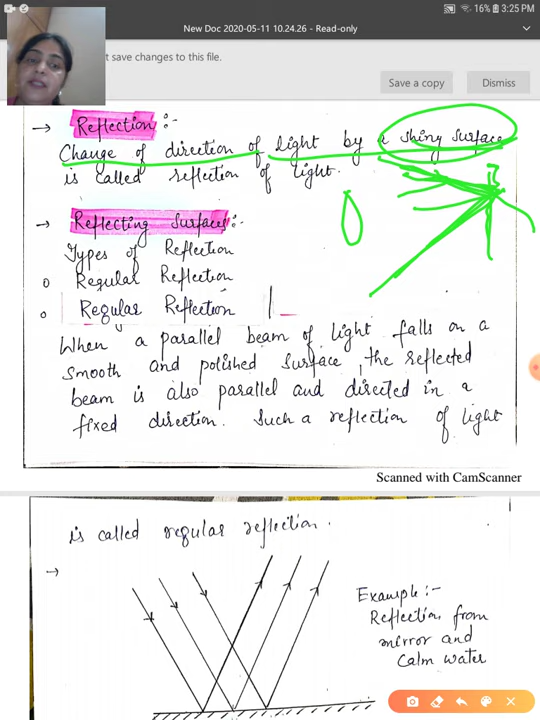 16% 3:25 PM
New Doc 2020-05-11 10.24.26 - Read-only
t save changes to this file.
Save a copy
Dismiss
→ Reflection :-
Change of direction of light by a shiny surface
is called reflection of light.
→ Reflecting Surface :-
Types of Reflection
o Regular Reflection
o Regular Reflection
When a parallel beam of light falls on a
smooth and polished surface, the reflected
beam is also parallel and directed in a
fixed direction. Such a reflection of light
Scanned with CamScanner
is called regular reflection.
→
Example :-
Reflection from
mirror and
Calm water